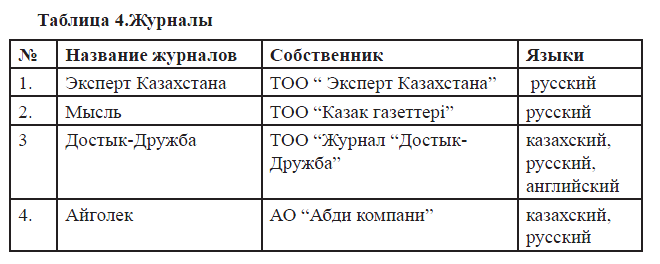 Таблица 4.Журналы
№ Название журналов Собственник Языки
1. Эксперт Казахстана ТОО “ Эксперт Казахстана” русский
2. Мысль ТОО “Казак газеттері” русский
3 Достык-Дружба ТОО “Журнал “Достык- казахский,
Дружба” русский,
английский
4. Айголек АО “Абди компани” казахский,
русский